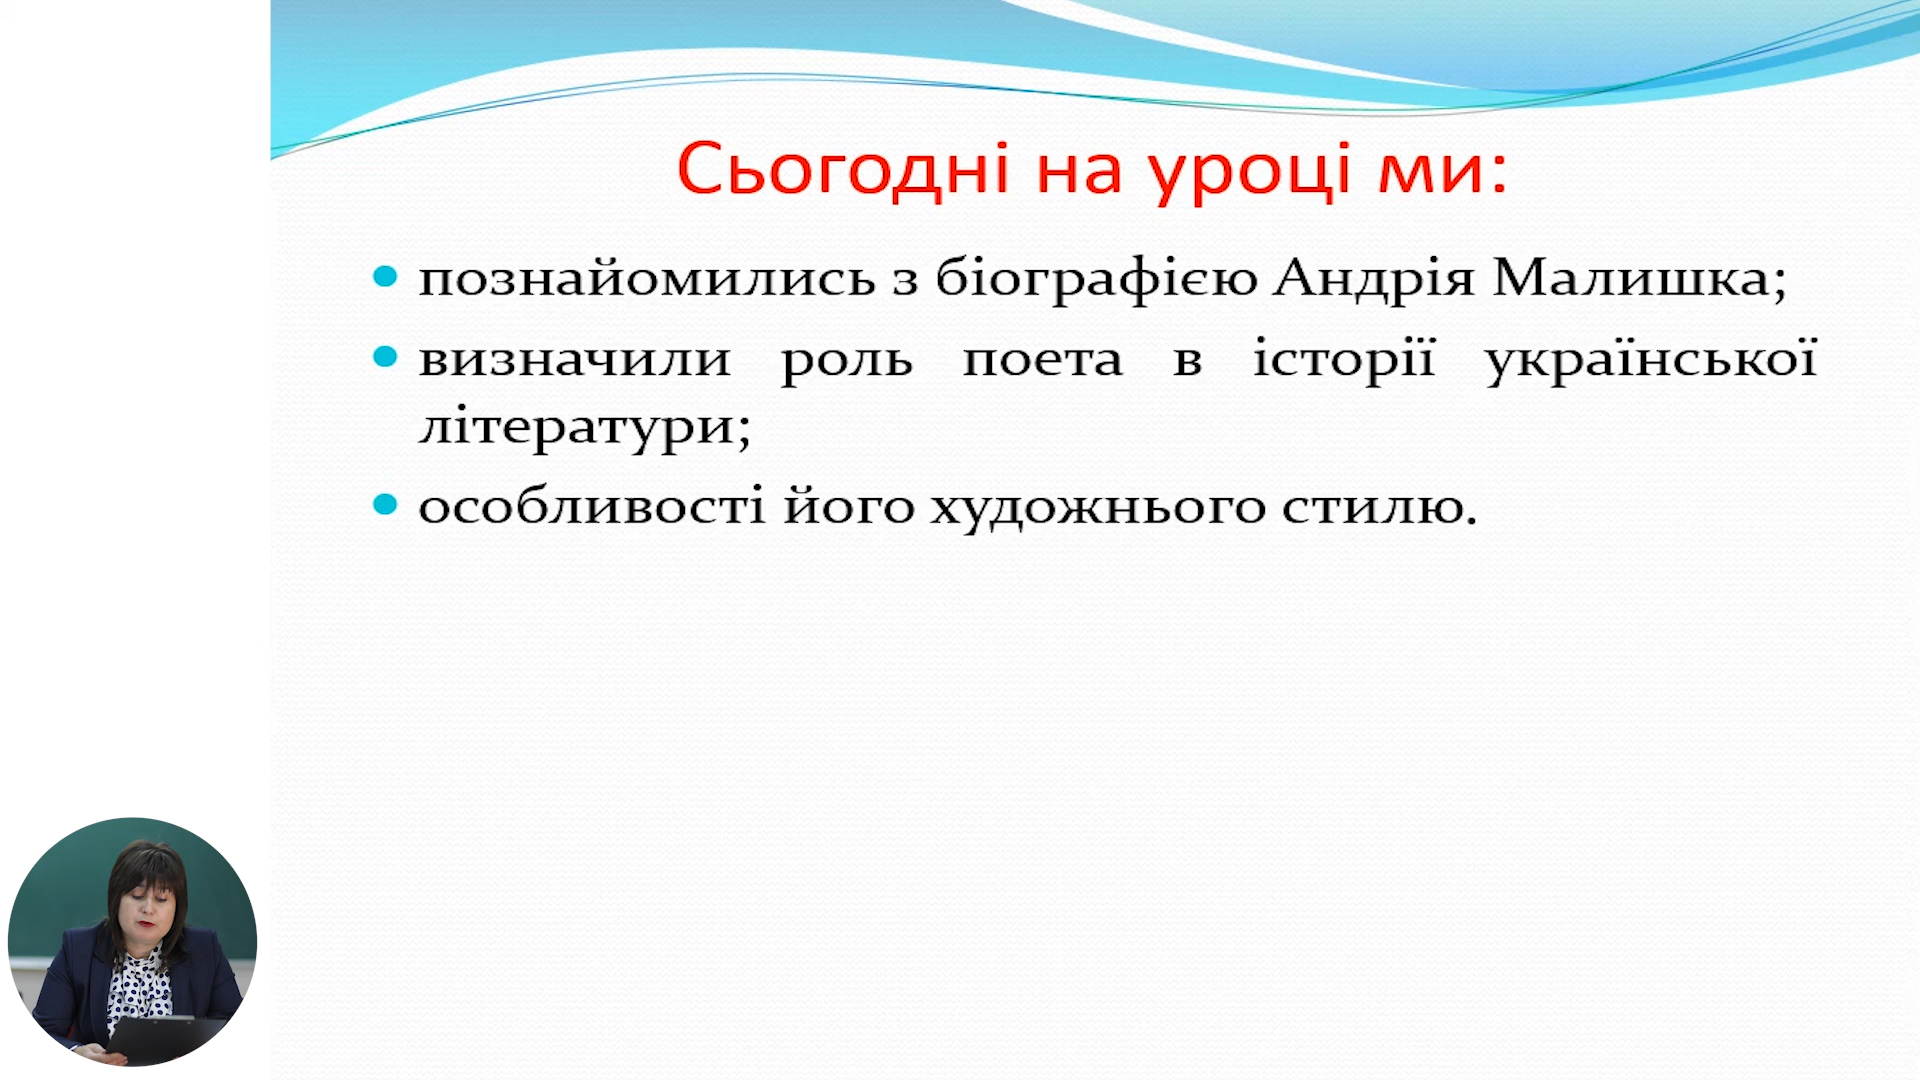 Сьогодні на уроці ми:
познайомились з біографією Андрія Малишка;
визначили роль поета в історії української
літератури;
особливості його художнього стилю.